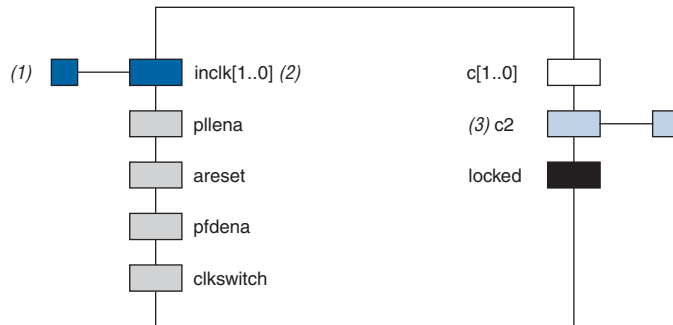 (1) inclk[1..0] (2) c[1..0]
pllena (3) c2
areset locked
pfdena
clkswitch